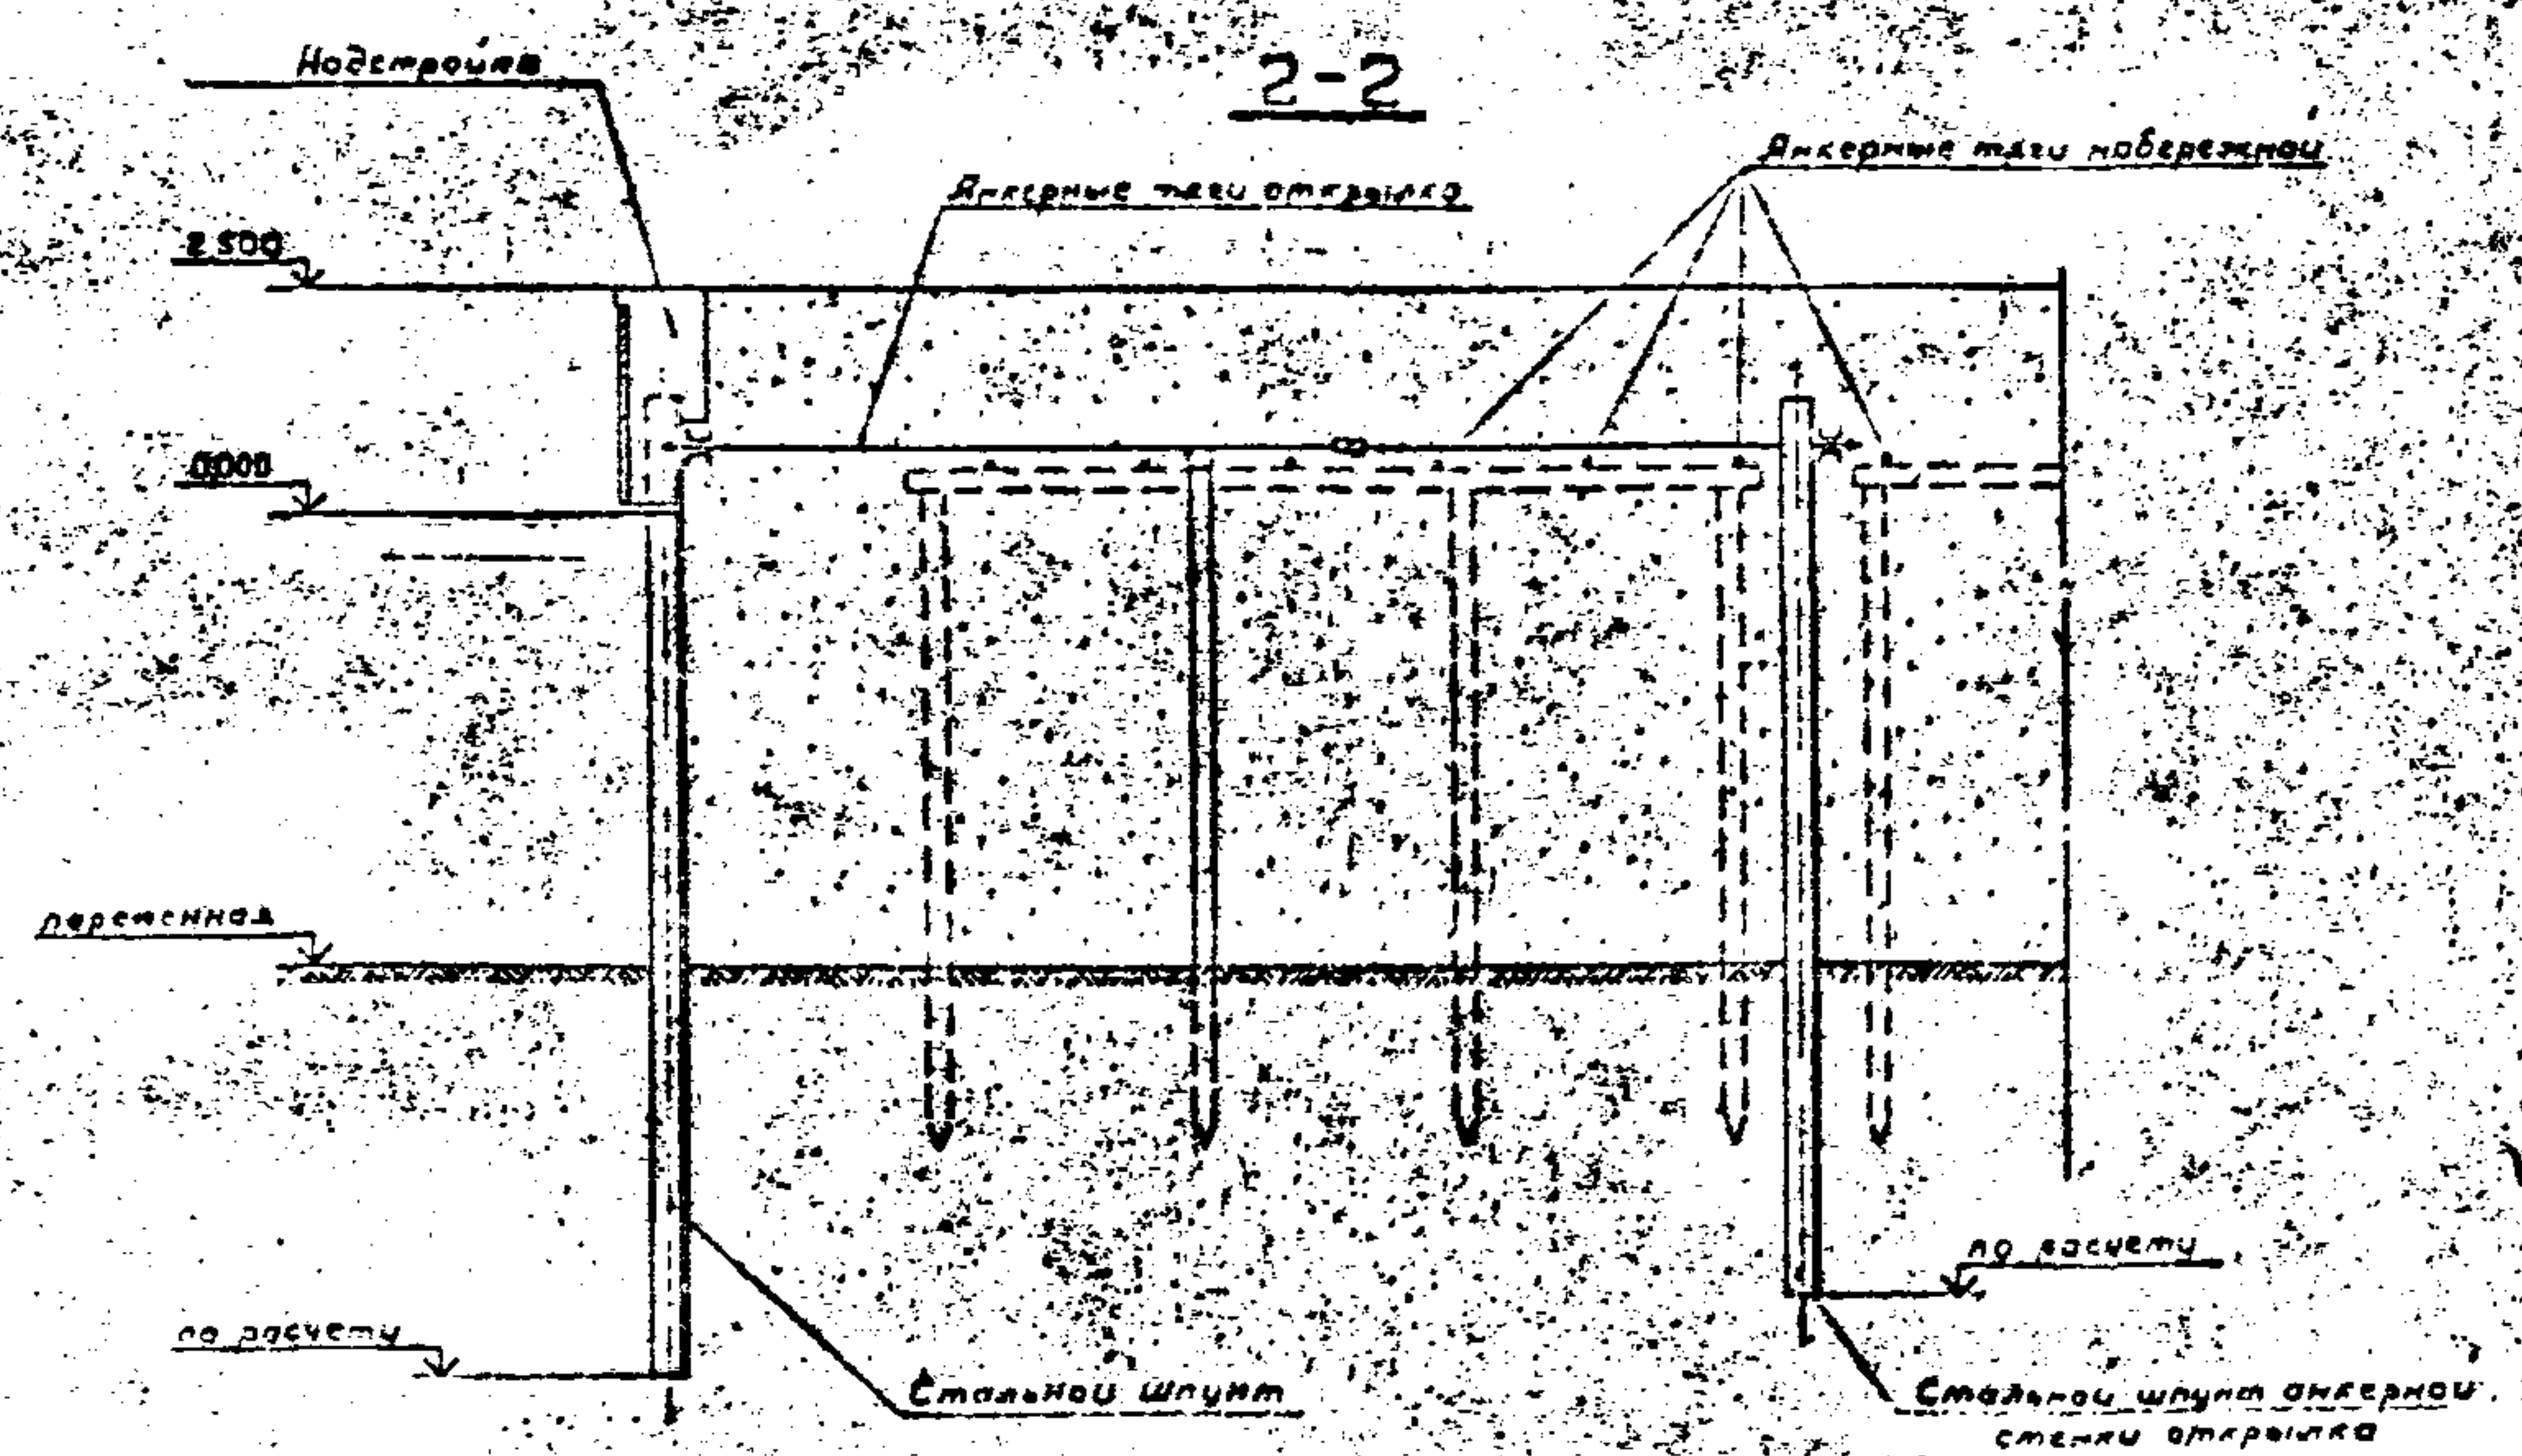 Надстройка
2-2
Анкерные тяги набережной
Анкерные тяги открылка
2.500
0,000
переменная
по расчету
по расчету
Стальной шпунт
Стальной шпунт анкерной
стенки открылка